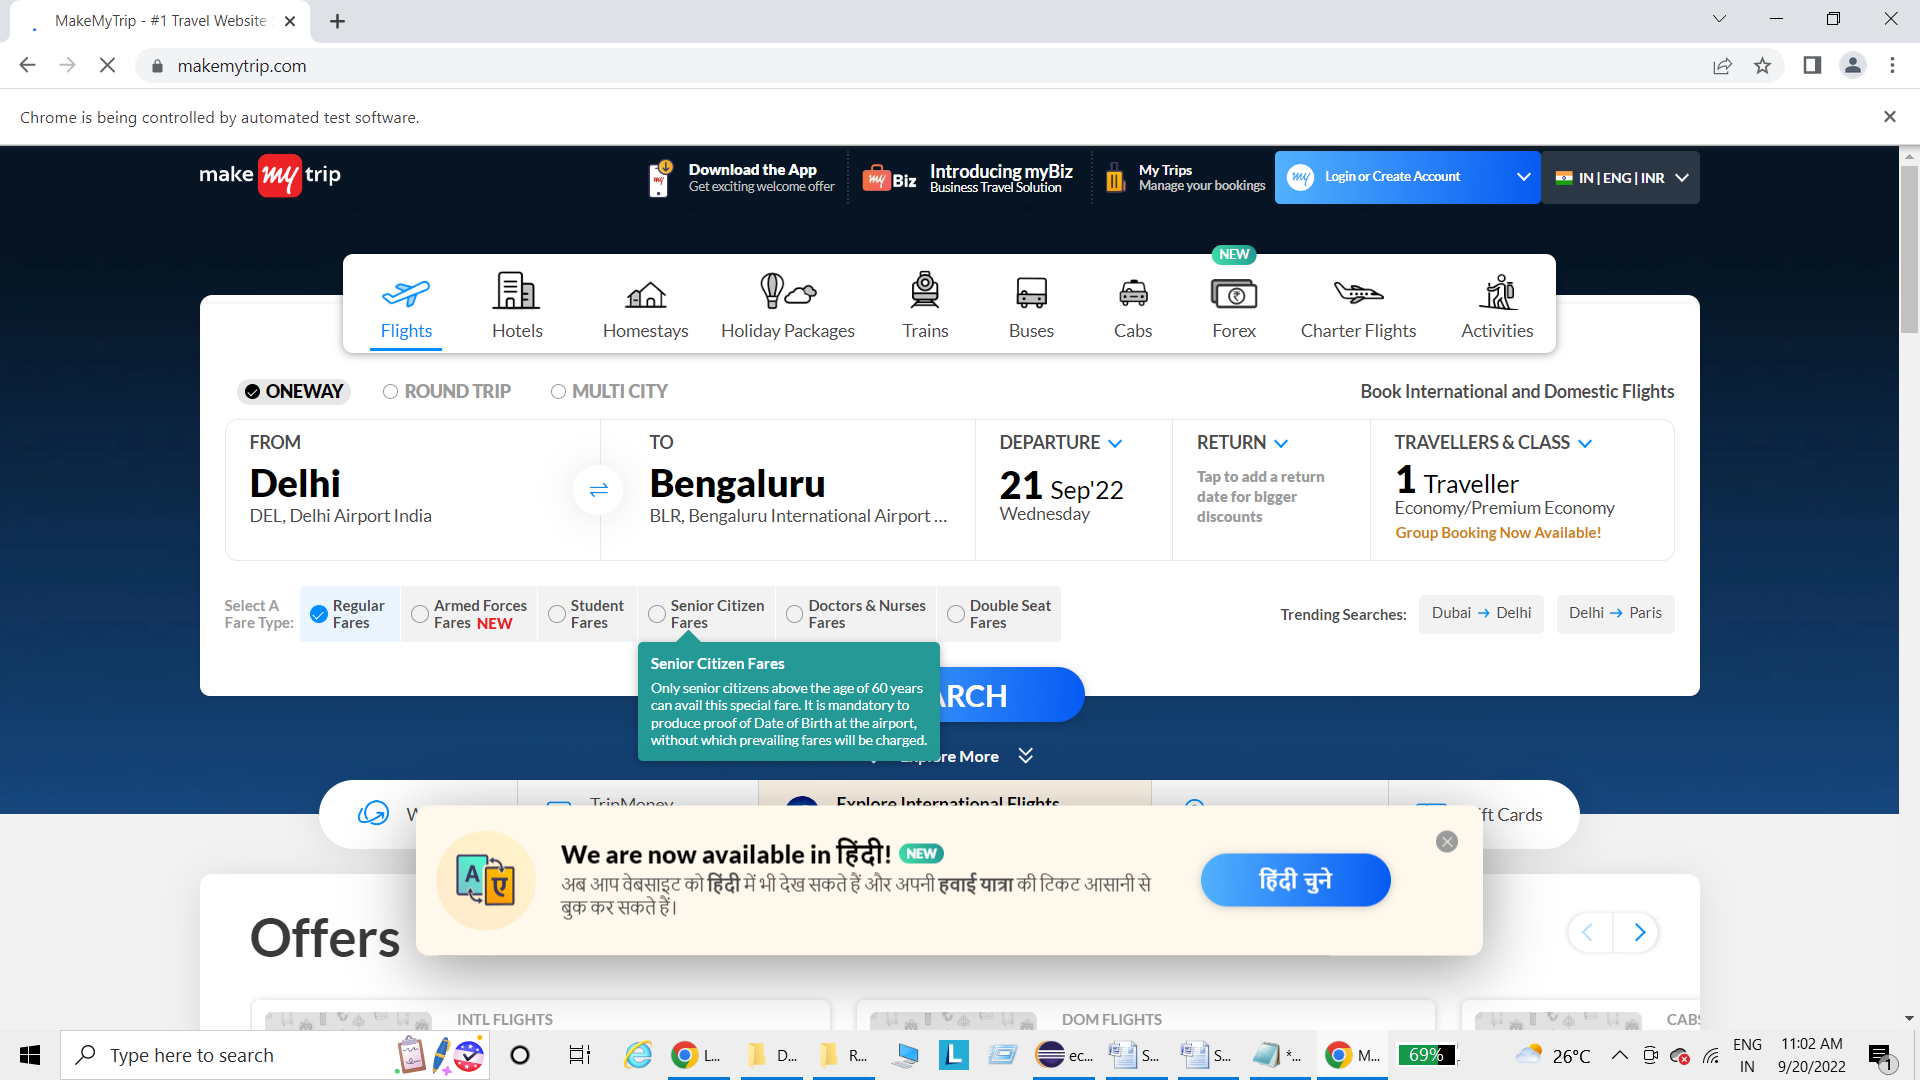 MakeMyTrip - #1 Travel Website
makemytrip.com
Chrome is being controlled by automated test software.
make my trip
Download the App
Get exciting welcome offer
my Biz
Introducing myBiz
Business Travel Solution
My Trips
Manage your bookings
my
Login or Create Account
IN | ENG | INR
NEW
Flights
Hotels
Homestays
Holiday Packages
Trains
Buses
Cabs
Forex
Charter Flights
Activities
ONEWAY
ROUND TRIP
MULTI CITY
Book International and Domestic Flights
FROM
Delhi
DEL, Delhi Airport India
TO
Bengaluru
BLR, Bengaluru International Airport ...
DEPARTURE
21 Sep'22
Wednesday
RETURN
Tap to add a return
date for bigger
discounts
TRAVELLERS & CLASS
1 Traveller
Economy/Premium Economy
Group Booking Now Available!
Select A
Fare Type:
Regular
Fares
Armed Forces
Fares NEW
Student
Fares
Senior Citizen
Fares
Doctors & Nurses
Fares
Double Seat
Fares
Trending Searches:
Dubai → Delhi
Delhi → Paris
Senior Citizen Fares
Only senior citizens above the age of 60 years
can avail this special fare. It is mandatory to
produce proof of Date of Birth at the airport,
without which prevailing fares will be charged.
ARCH
re More
TripMoney
Explore International Flights
ft Cards
We are now available in हिंदी! NEW
अब आप वेबसाइट को हिंदी में भी देख सकते हैं और अपनी हवाई यात्रा की टिकट आसानी से
बुक कर सकते हैं।
हिंदी चुने
Offers
INTL FLIGHTS
DOM FLIGHTS
CABS
Type here to search
L...
D...
R...
L
ec...
S...
S...
*...
M...
69%
26°C
ENG
IN
11:02 AM
9/20/2022
1